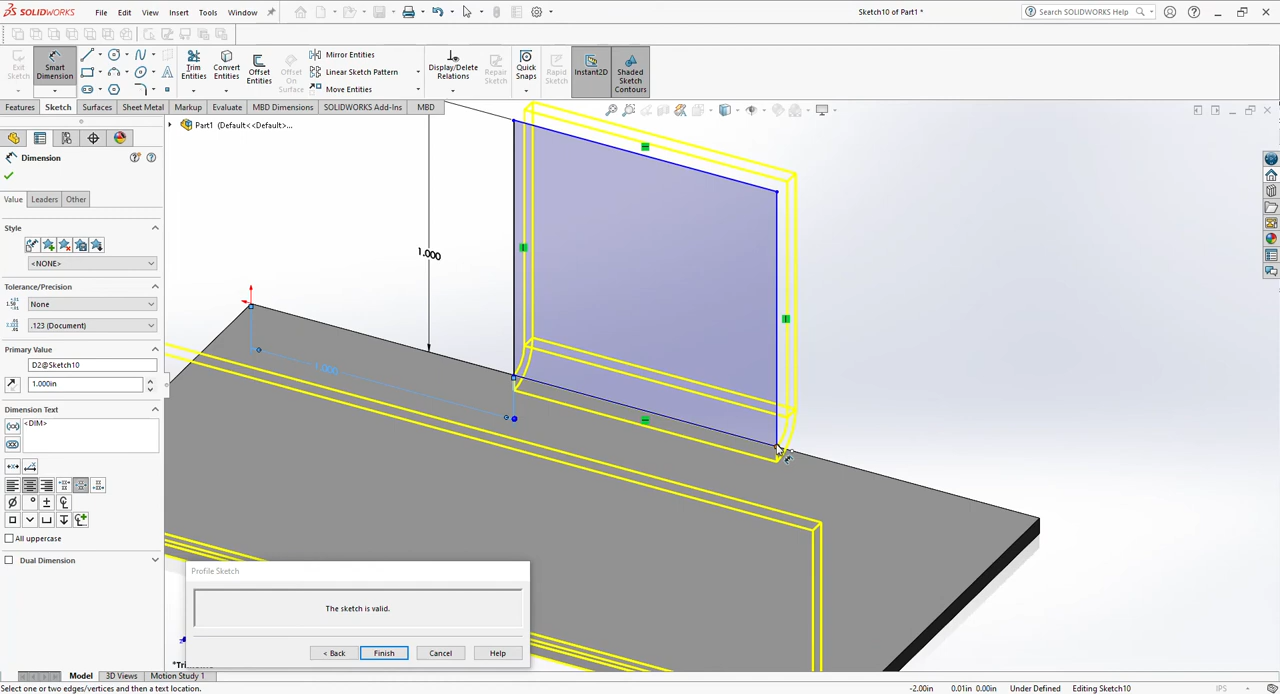 SOLIDWORKS File Edit View Insert Tools Window Sketch10 of Part1 * Search SOLIDWORKS Help
Exit Sketch Smart Dimension Trim Entities Convert Entities Offset Entities Offset On Surface Mirror Entities Linear Sketch Pattern Move Entities Display/Delete Relations Repair Sketch Quick Snaps Rapid Sketch Instant2D Shaded Sketch Contours
Features Sketch Surfaces Sheet Metal Markup Evaluate MBD Dimensions SOLIDWORKS Add-Ins MBD
Part1 (Default<<Default>...
Dimension
Value Leaders Other
Style
<NONE>
Tolerance/Precision
None
.123 (Document)
Primary Value
D2@Sketch10
1.000in
Dimension Text
<DIM>
All uppercase
Dual Dimension
1.000
1.000
Profile Sketch
The sketch is valid.
< Back Finish Cancel Help
Model 3D Views Motion Study 1
Select one or two edges/vertices and then a text location. -2.00in 0.01in 0.00in Under Defined Editing Sketch10 IPS